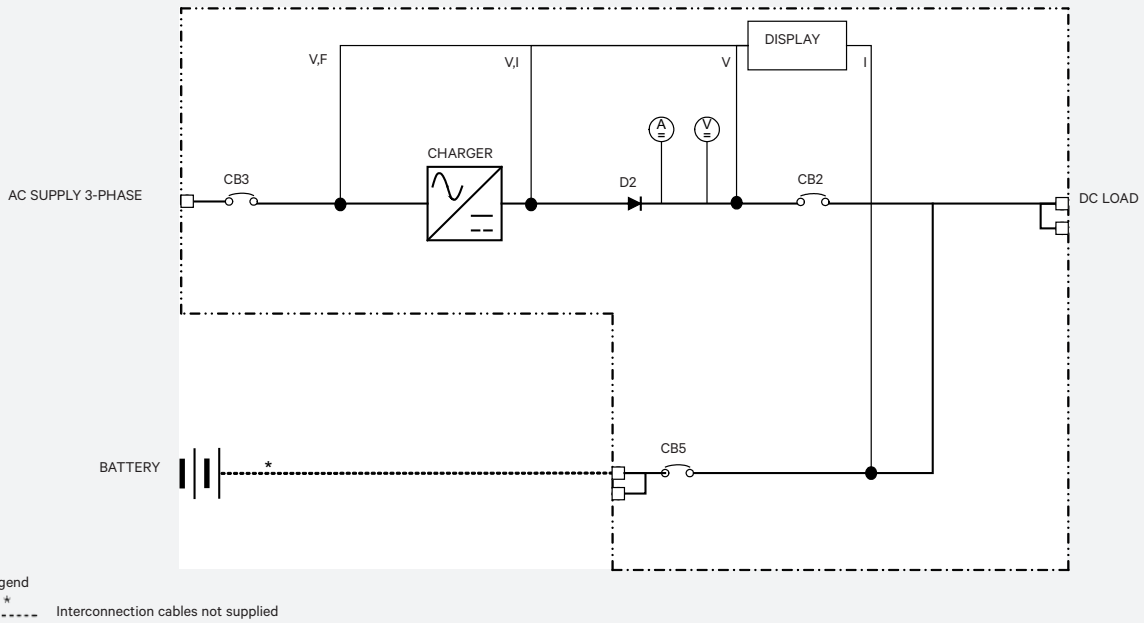 DISPLAY
V,F
V,I
V
I
A
=
V
=
CHARGER
CB3
D2
CB2
AC SUPPLY 3-PHASE
DC LOAD
CB5
BATTERY
*
gend
*
Interconnection cables not supplied